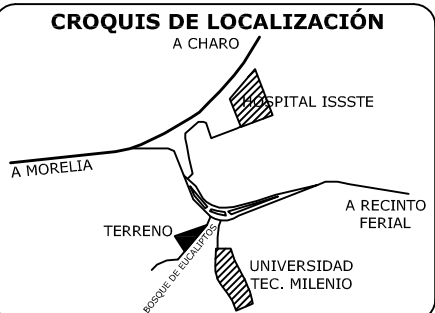 CROQUIS DE LOCALIZACIÓN
A CHARO
HOSPITAL ISSSTE
A MORELIA
A RECINTO
FERIAL
TERRENO
BOSQUE DE EUCALIPTOS
UNIVERSIDAD
TEC. MILENIO